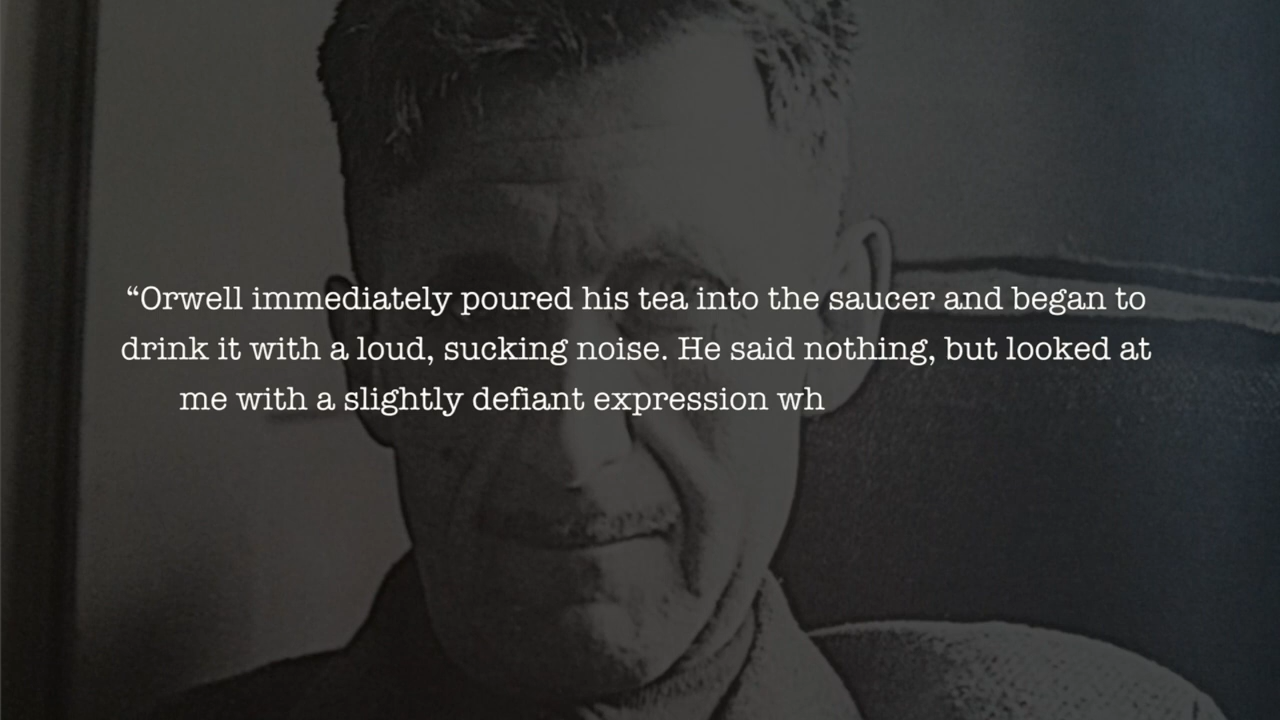 “Orwell immediately poured his tea into the saucer and began to
drink it with a loud, sucking noise. He said nothing, but looked at
me with a slightly defiant expression wh